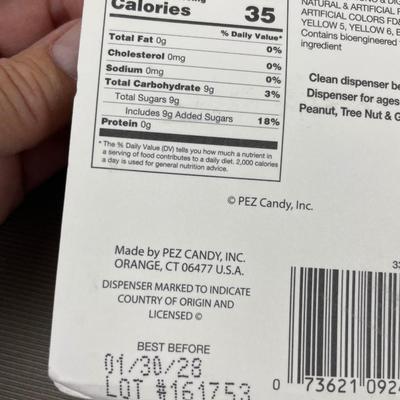 Calories 35
% Daily Value*
Total Fat 0g 0%
Cholesterol 0mg 0%
Sodium 0mg 0%
Total Carbohydrate 9g 3%
Total Sugars 9g
Includes 9g Added Sugars 18%
Protein 0g
* The % Daily Value (DV) tells you how much a nutrient in
a serving of food contributes to a daily diet. 2,000 calories
a day is used for general nutrition advice.
NATURAL & ARTIFICIAL
ARTIFICIAL COLORS FD&
YELLOW 5, YELLOW 6,
Contains bioengineered
ingredient
Clean dispenser
Dispenser for ages
Peanut, Tree Nut &
© PEZ Candy, Inc.
Made by PEZ CANDY, INC.
ORANGE, CT 06477 U.S.A.
DISPENSER MARKED TO INDICATE
COUNTRY OF ORIGIN AND
LICENSED ©
BEST BEFORE
01/30/28
LOT #161753
0 73621 092